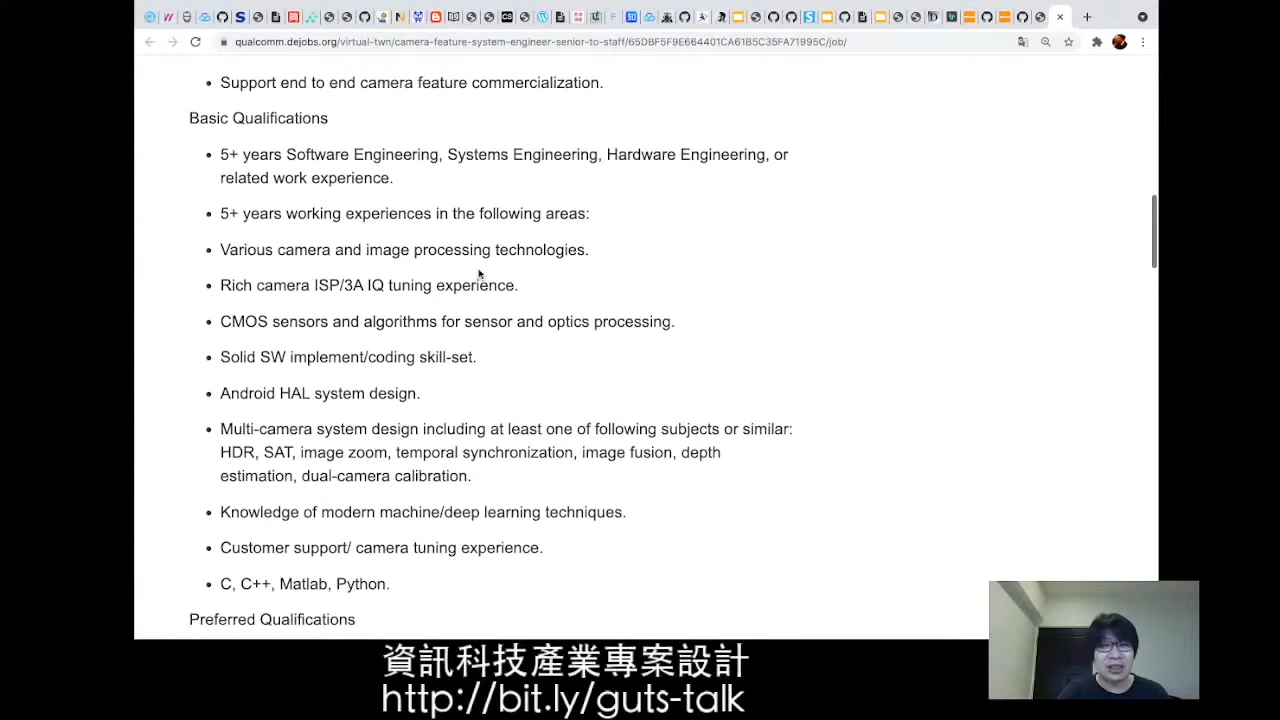 qualcomm.dejobs.org/virtual-twn/camera-feature-system-engineer-senior-to-staff/65DBF5F9E664401CA61B5C35FA71995C/job/
• Support end to end camera feature commercialization.
Basic Qualifications
• 5+ years Software Engineering, Systems Engineering, Hardware Engineering, or
related work experience.
• 5+ years working experiences in the following areas:
• Various camera and image processing technologies.
• Rich camera ISP/3A IQ tuning experience.
• CMOS sensors and algorithms for sensor and optics processing.
• Solid SW implement/coding skill-set.
• Android HAL system design.
• Multi-camera system design including at least one of following subjects or similar:
HDR, SAT, image zoom, temporal synchronization, image fusion, depth
estimation, dual-camera calibration.
• Knowledge of modern machine/deep learning techniques.
• Customer support/ camera tuning experience.
• C, C++, Matlab, Python.
Preferred Qualifications
資訊科技產業專案設計
http://bit.ly/guts-talk